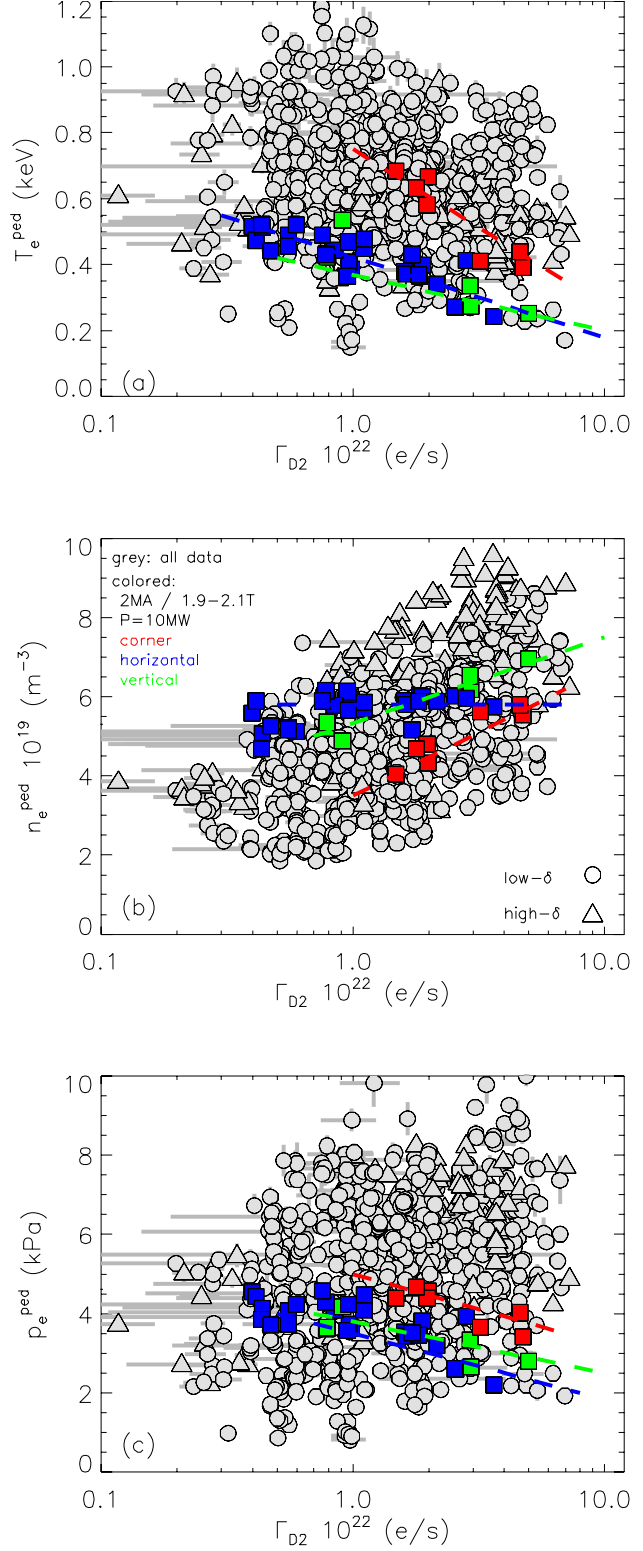 1.2
1.0
0.8
0.6
0.4
0.2
0.0
T_e^ped (keV)
(a)
0.1 1.0 10.0
Γ_D2 10^22 (e/s)
10
8
6
4
2
0
n_e^ped 10^19 (m^-3)
grey: all data
colored:
2MA / 1.9-2.1T
P=10MW
corner
horizontal
vertical
low-δ
high-δ
(b)
0.1 1.0 10.0
Γ_D2 10^22 (e/s)
10
8
6
4
2
0
p_e^ped (kPa)
(c)
0.1 1.0 10.0
Γ_D2 10^22 (e/s)